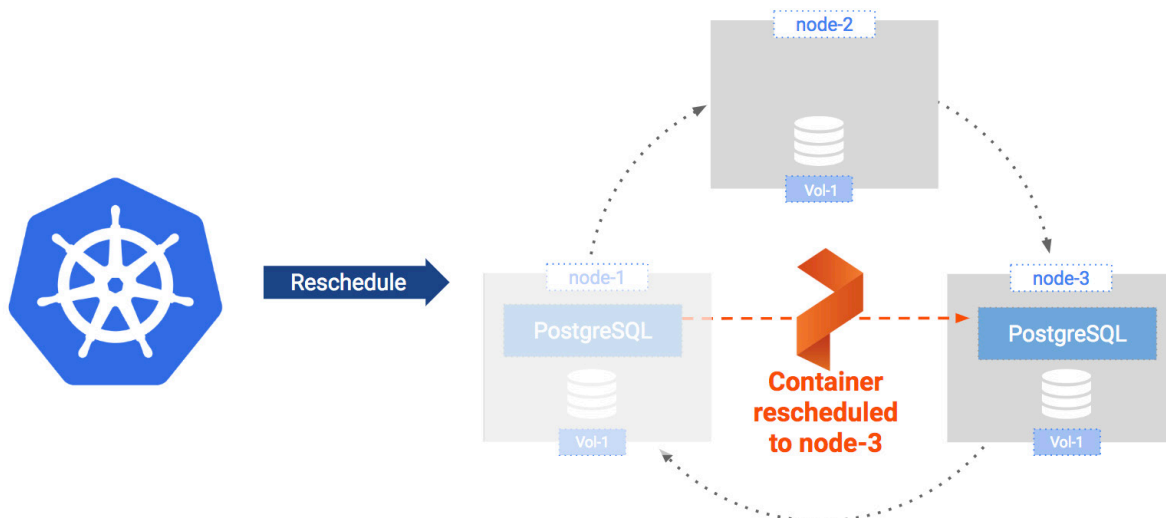 node-2
Vol-1
Reschedule
node-1
PostgreSQL
Vol-1
Container
rescheduled
to node-3
node-3
PostgreSQL
Vol-1